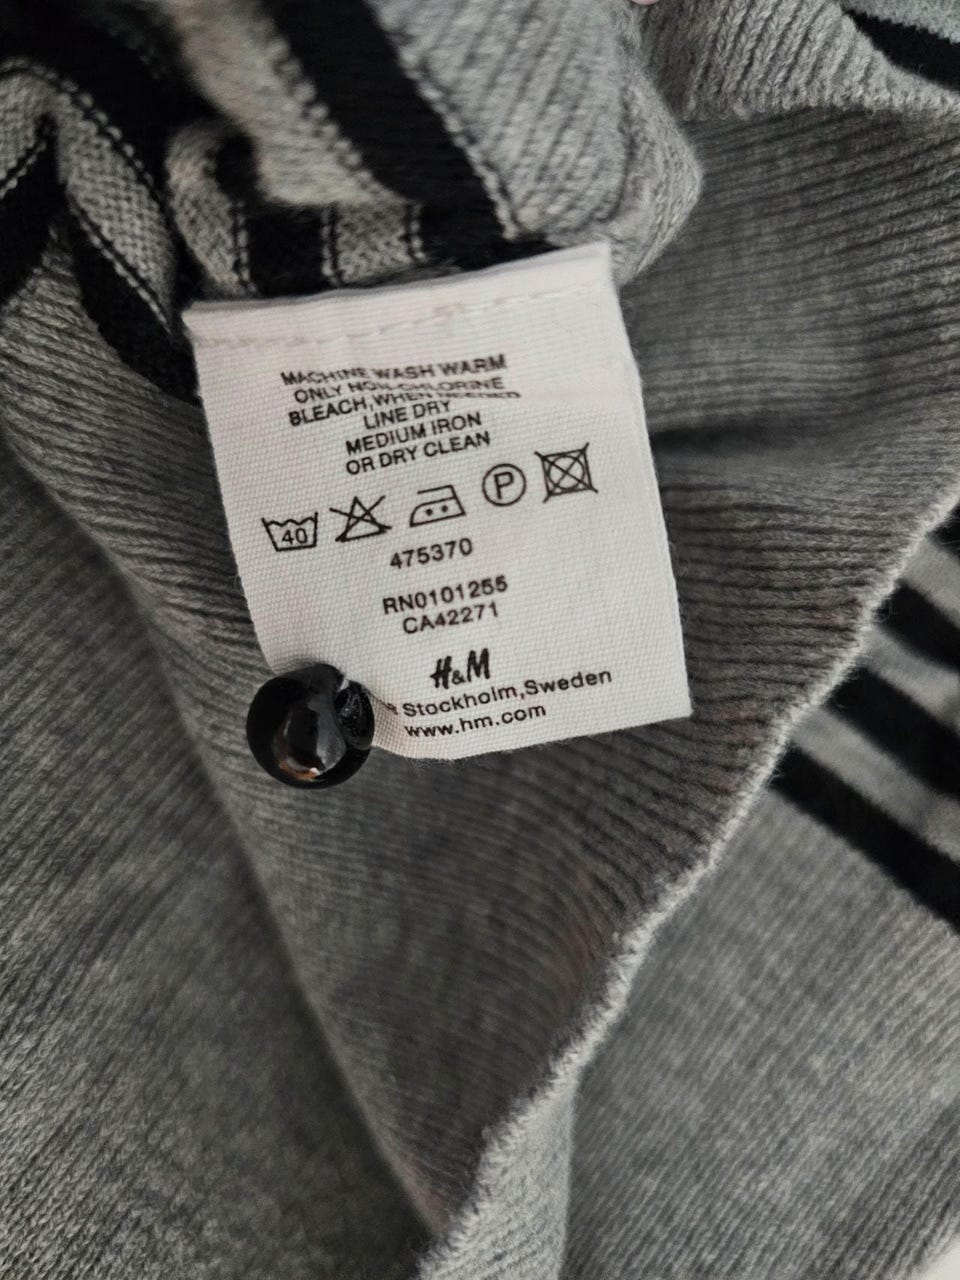 MACHINE WASH WARM
ONLY NON-CHLORINE
BLEACH,WHEN NEEDED
LINE DRY
MEDIUM IRON
OR DRY CLEAN
40 P
475370
RN0101255
CA42271
H&M
Stockholm,Sweden
www.hm.com